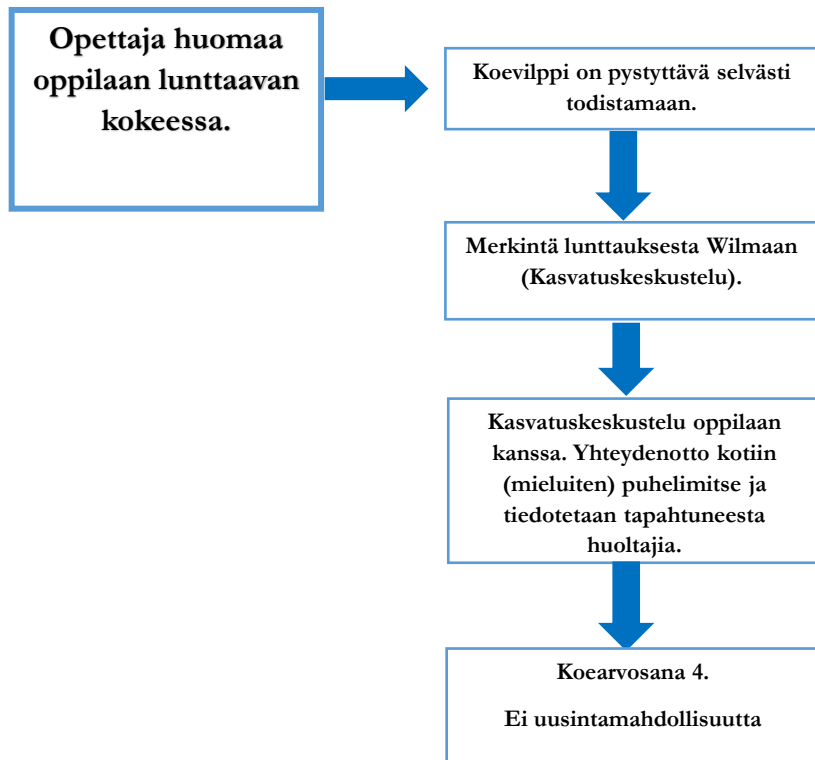 Opettaja huomaa
oppilaan lunttaavan
kokeessa.
Koevilppi on pystyttävä selvästi
todistamaan.
Merkintä lunttauksesta Wilmaan
(Kasvatuskeskustelu).
Kasvatuskeskustelu oppilaan
kanssa. Yhteydenotto kotiin
(mieluiten) puhelimitse ja
tiedotetaan tapahtuneesta
huoltajia.
Koearvosana 4.
Ei uusintamahdollisuutta